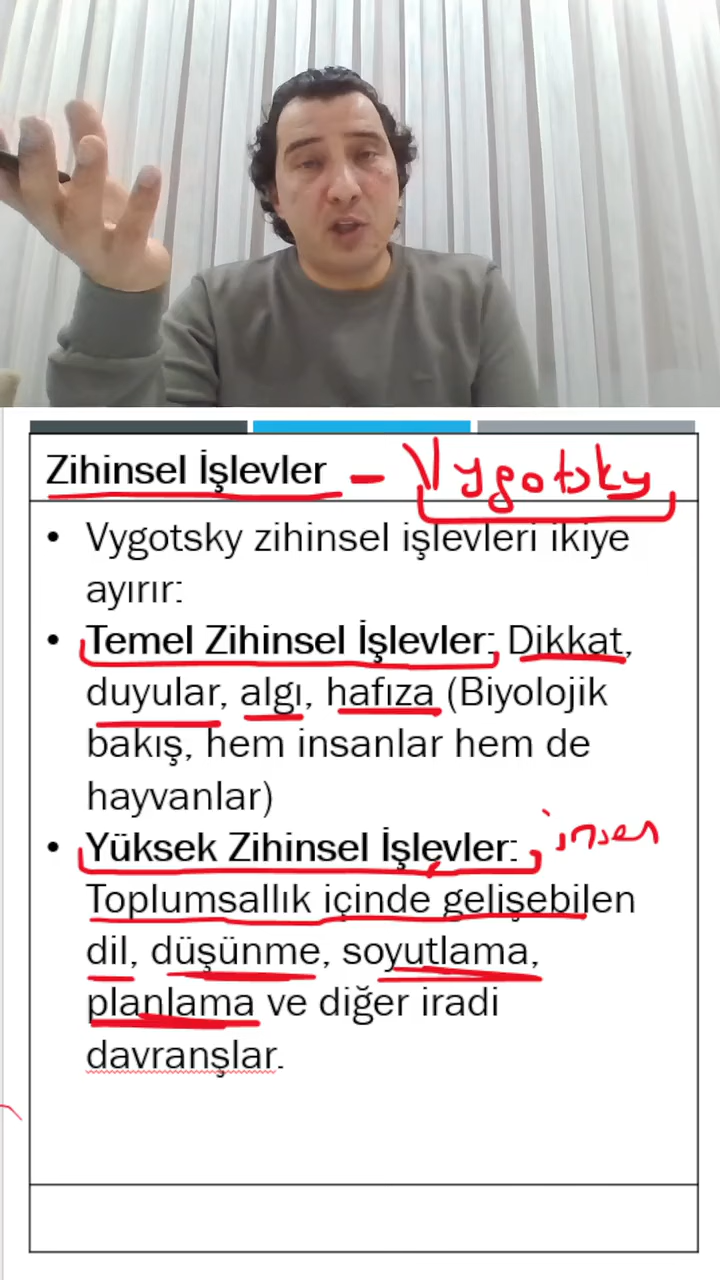 Zihinsel İşlevler – Vygotsky
• Vygotsky zihinsel işlevleri ikiye
ayırır:
• Temel Zihinsel İşlevler: Dikkat,
duyular, algı, hafıza (Biyolojik
bakış, hem insanlar hem de
hayvanlar)
• Yüksek Zihinsel İşlevler: insan
Toplumsallık içinde gelişebilen
dil, düşünme, soyutlama,
planlama ve diğer iradi
davranşlar.